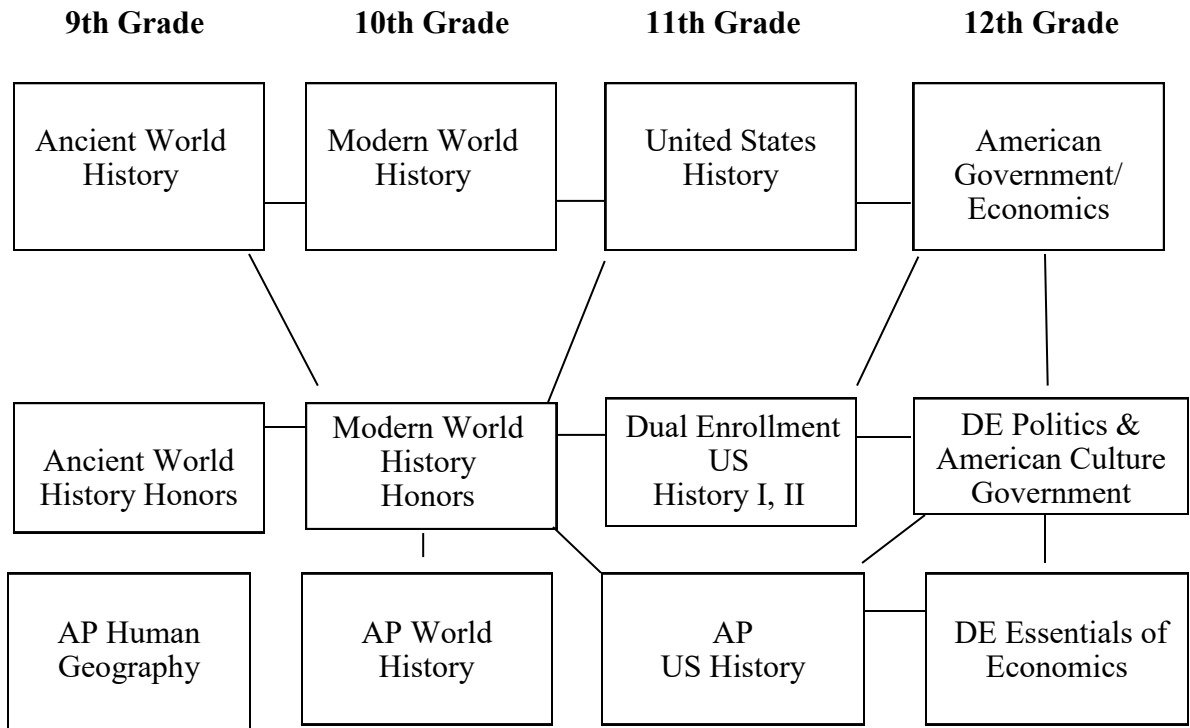 9th Grade
10th Grade
11th Grade
12th Grade
Ancient World
History
Modern World
History
United States
History
American
Government/
Economics
Ancient World
History Honors
Modern World
History
Honors
Dual Enrollment
US
History I, II
DE Politics &
American Culture
Government
AP Human
Geography
AP World
History
AP
US History
DE Essentials of
Economics